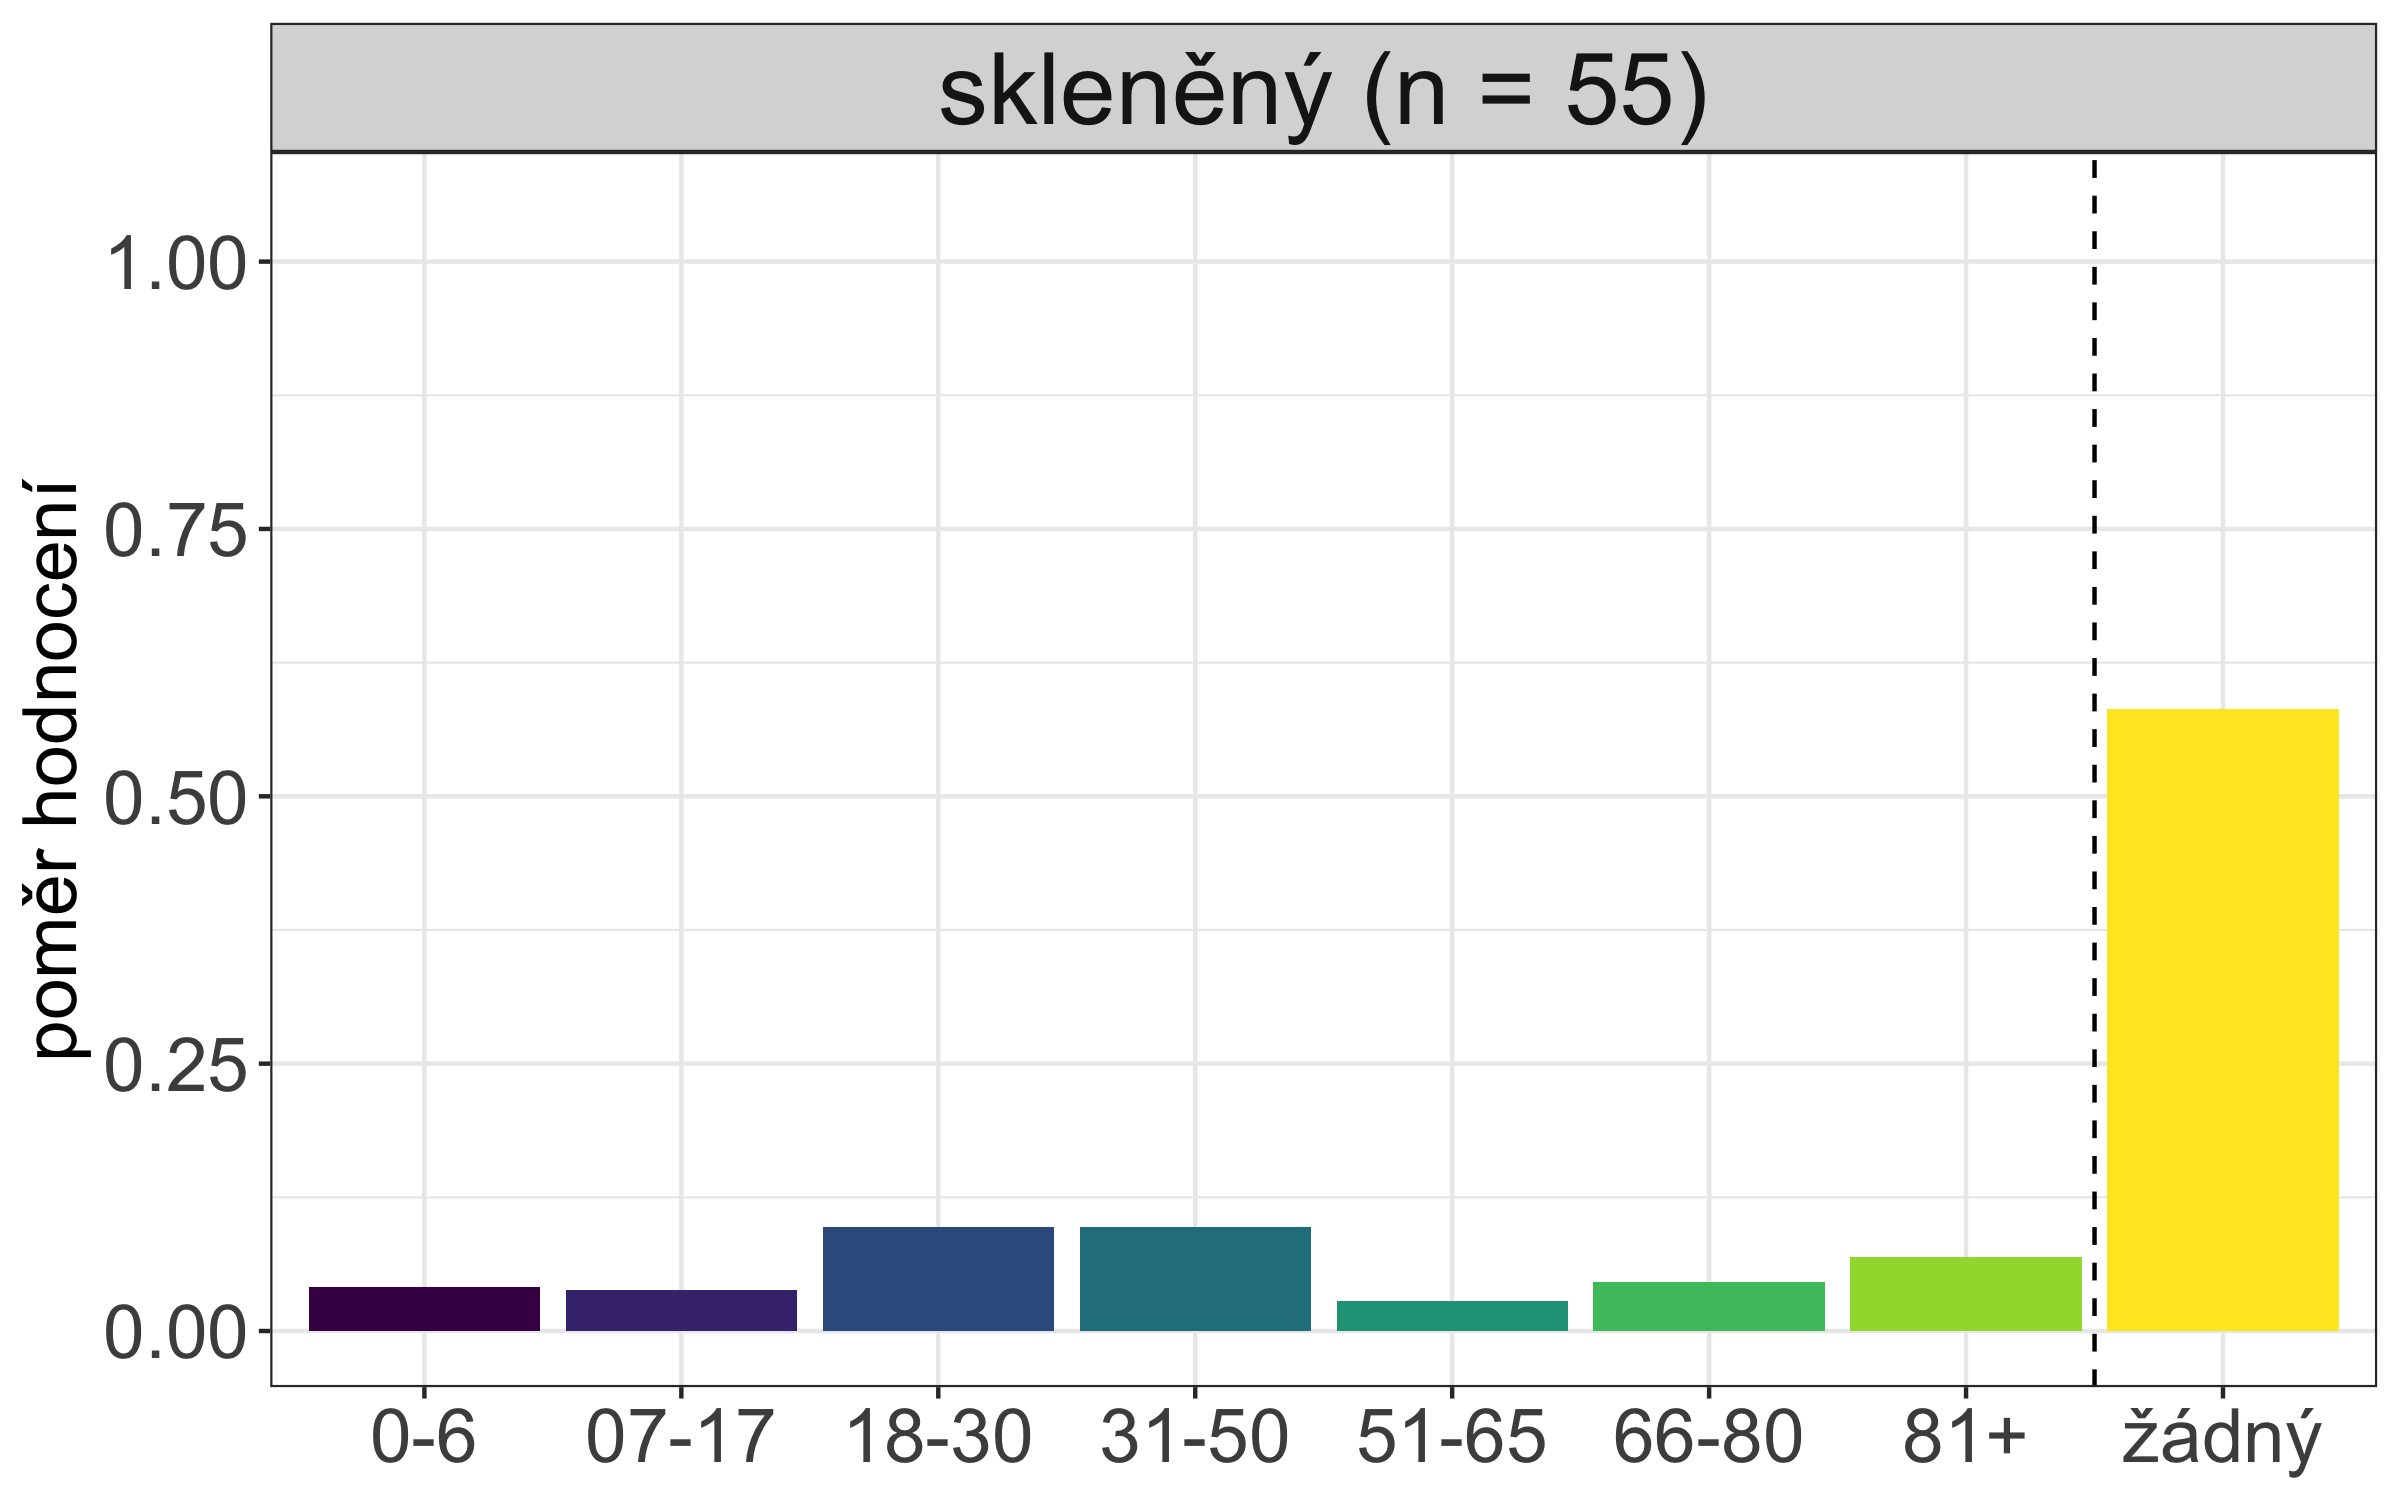 skleněný (n = 55)
poměr hodnocení
1.00
0.75
0.50
0.25
0.00
0-6 07-17 18-30 31-50 51-65 66-80 81+ žádný